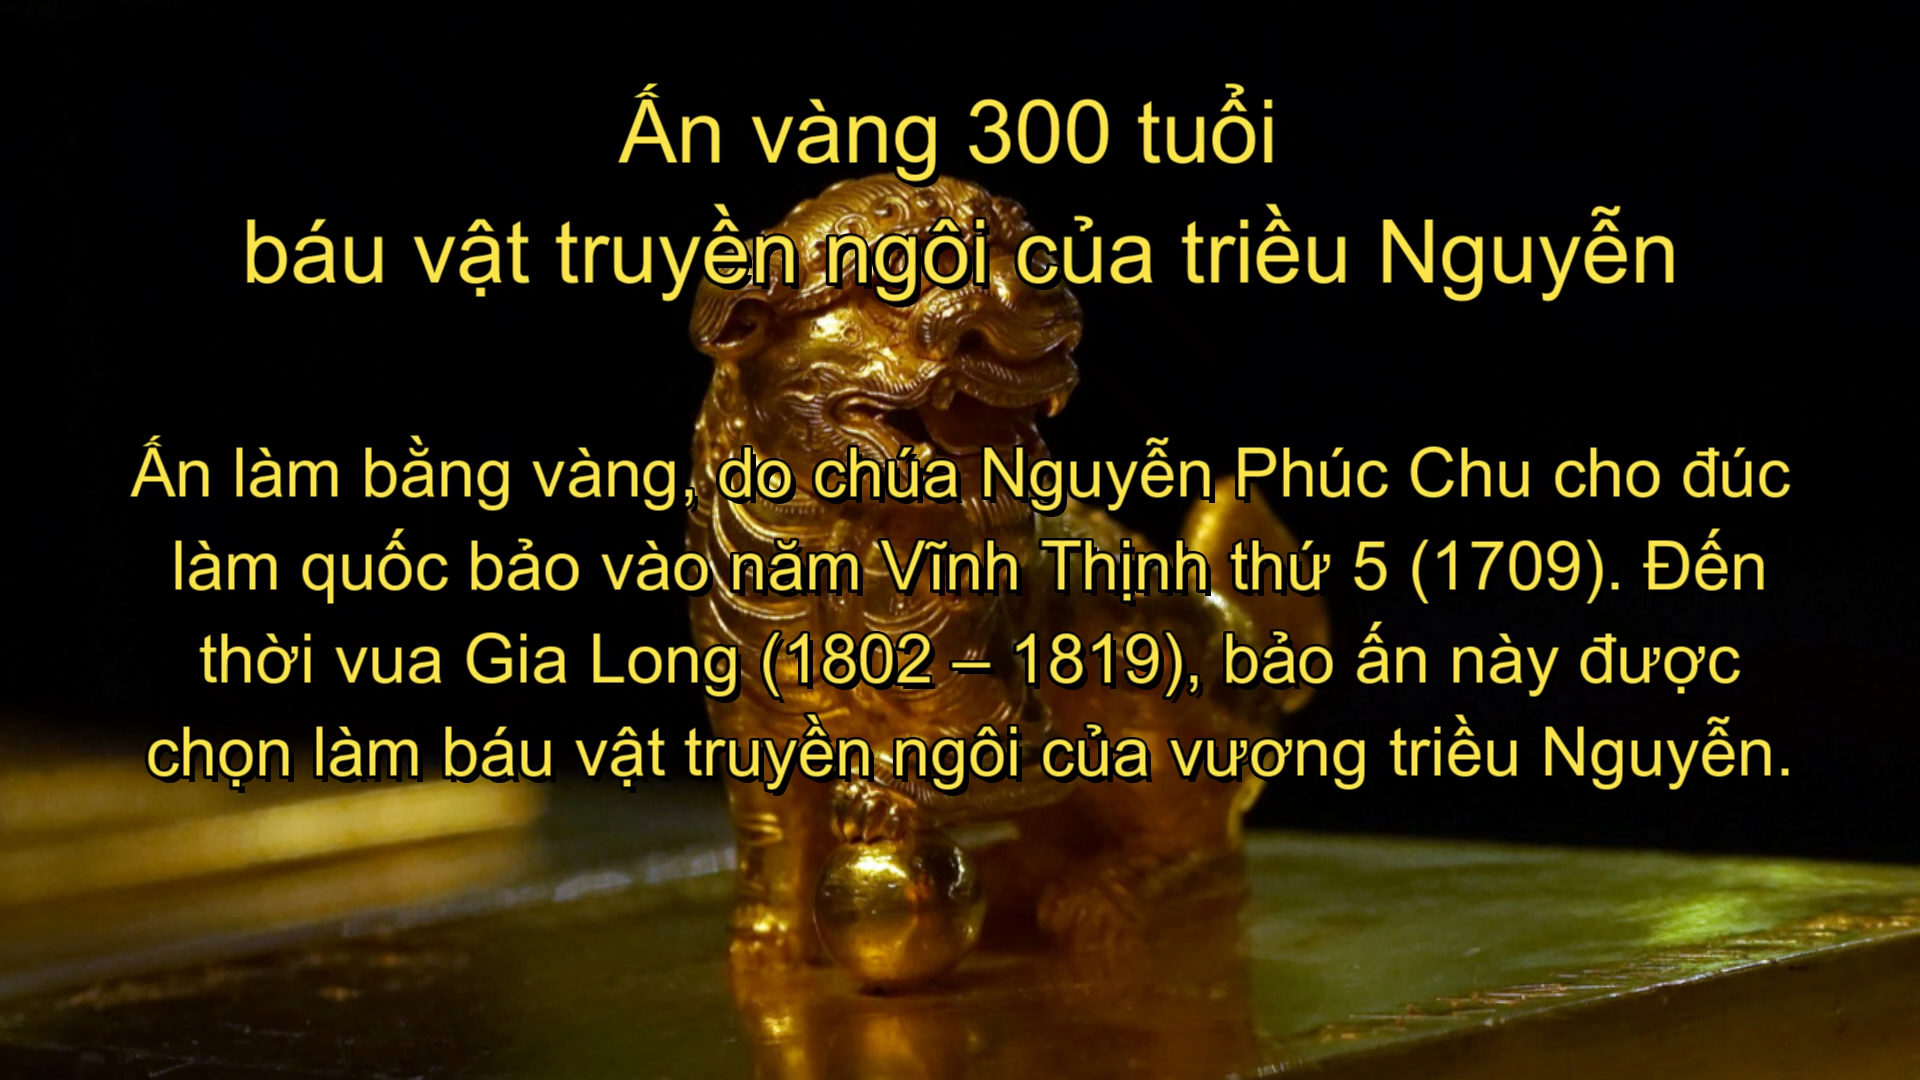 Ấn vàng 300 tuổi
báu vật truyền ngôi của triều Nguyễn
Ấn làm bằng vàng, do chúa Nguyễn Phúc Chu cho đúc
làm quốc bảo vào năm Vĩnh Thịnh thứ 5 (1709). Đến
thời vua Gia Long (1802 – 1819), bảo ấn này được
chọn làm báu vật truyền ngôi của vương triều Nguyễn.